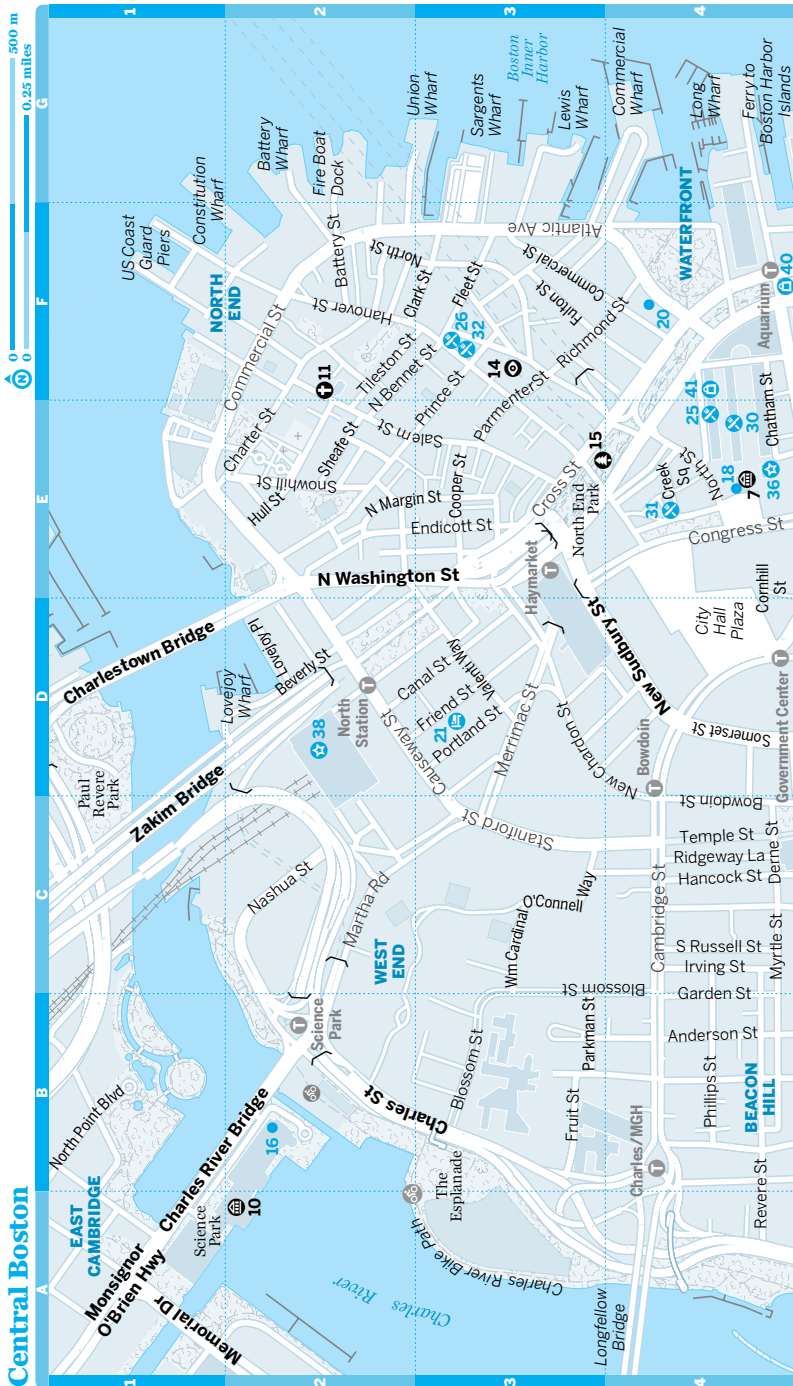 Central Boston
N
0
500 m
0
0.25 miles
A
B
C
D
E
F
G
1
2
3
4
1
2
3
4
US Coast
Guard
Piers
Constitution
Wharf
Battery
Wharf
Fire Boat
Dock
Union
Wharf
Sargents
Wharf
Boston
Inner
Harbor
Lewis
Wharf
Commercial
Wharf
Long
Wharf
Ferry to
Boston Harbor
Islands
NORTH
END
Commercial St
Battery St
North St
Hanover St
Clark St
Fleet St
Atlantic Ave
Commercial St
Fulton St
Richmond St
WATERFRONT
20
Aquarium
T
40
Charter St
11
Tileston St
N Bennet St
26
32
Prince St
14
Parmenter St
Salem St
Sheafe St
Snowhill St
Hull St
N Margin St
Cooper St
Endicott St
Cross St
15
North End
Park
25
41
30
Chatham St
North St
18
7
36
31
Creek
Sq
Congress St
N Washington St
Haymarket
T
New Sudbury St
City
Hall
Plaza
Cornhill
St
Charlestown Bridge
Lovejoy Pl
Beverly St
Lovejoy
Wharf
38
North
Station
T
Canal St
Friend St
Valenti Way
21
Portland St
Causeway St
Merrimac St
New Chardon St
Bowdoin
T
Somerset St
Government Center
T
Paul
Revere
Park
Zakim Bridge
Nashua St
Martha Rd
Staniford St
Bowdoin St
Temple St
Ridgeway La
Hancock St
Derne St
WEST
END
Wm Cardinal
O'Connell
Way
Cambridge St
S Russell St
Irving St
Myrtle St
Garden St
Blossom St
Science
Park
T
Blossom St
Parkman St
Anderson St
Phillips St
BEACON
HILL
North Point Blvd
Charles River Bridge
16
Charles St
Fruit St
Charles/MGH
T
Revere St
EAST
CAMBRIDGE
Science
Park
10
The
Esplanade
Monsignor
O'Brien Hwy
Memorial Dr
Charles River
Charles River Bike Path
Longfellow
Bridge